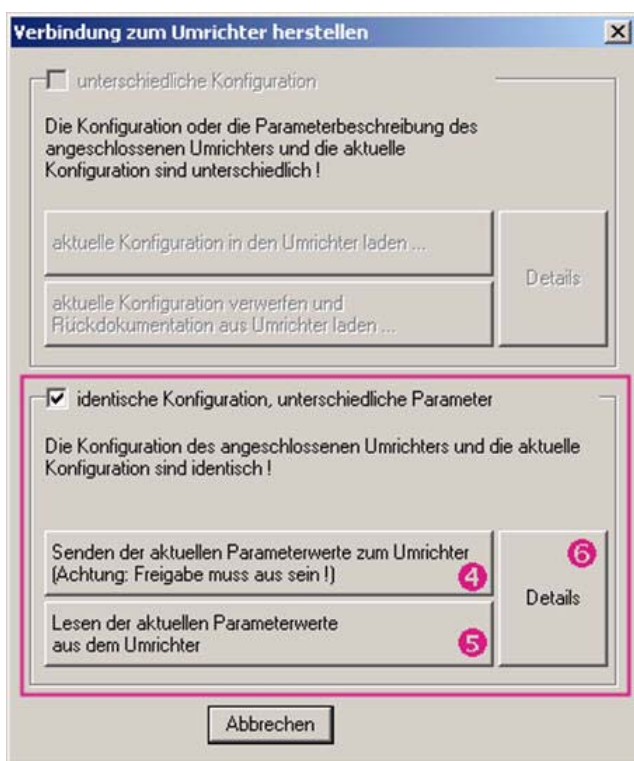 Verbindung zum Umrichter herstellen
unterschiedliche Konfiguration
Die Konfiguration oder die Parameterbeschreibung des
angeschlossenen Umrichters und die aktuelle
Konfiguration sind unterschiedlich !
aktuelle Konfiguration in den Umrichter laden ...
aktuelle Konfiguration verwerfen und
Rückdokumentation aus Umrichter laden ...
Details
identische Konfiguration, unterschiedliche Parameter
Die Konfiguration des angeschlossenen Umrichters und die aktuelle
Konfiguration sind identisch !
Senden der aktuellen Parameterwerte zum Umrichter
(Achtung: Freigabe muss aus sein !)
4
Lesen der aktuellen Parameterwerte
aus dem Umrichter
5
6
Details
Abbrechen